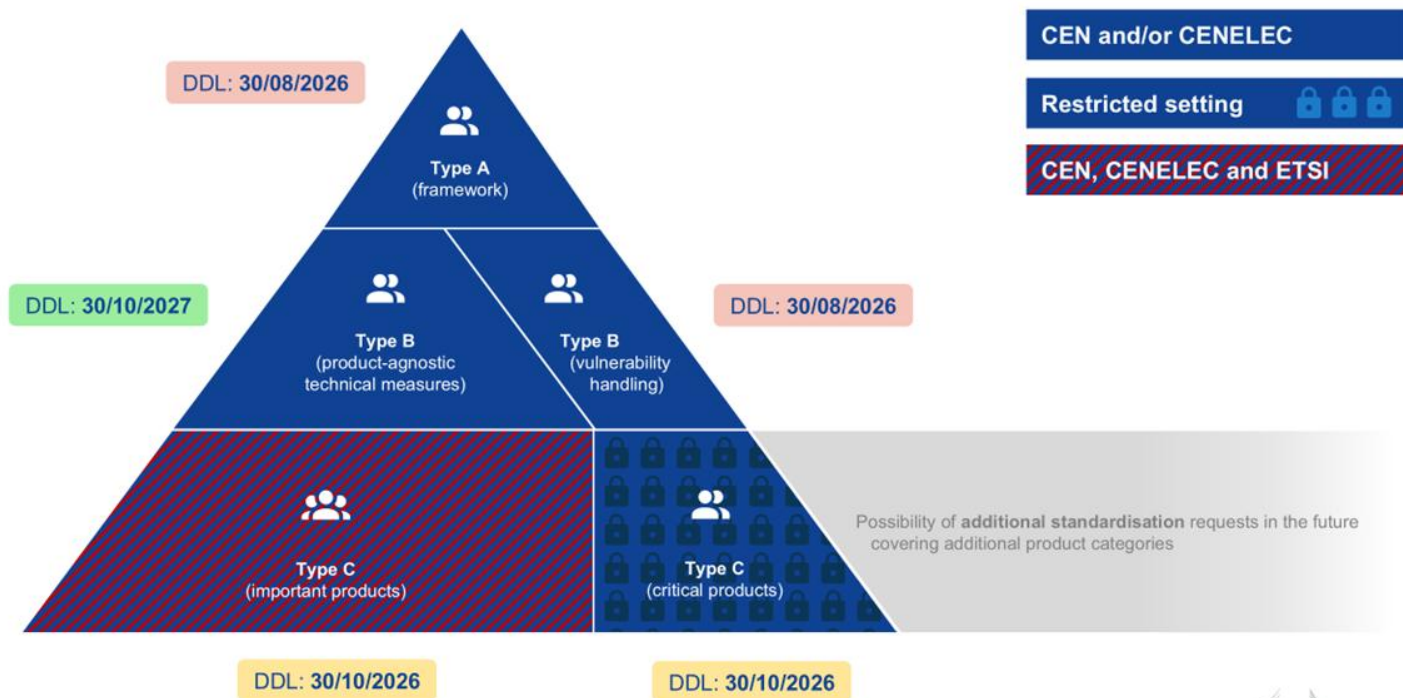 CEN and/or CENELEC
DDL: 30/08/2026
Restricted setting
Type A
(framework)
CEN, CENELEC and ETSI
DDL: 30/10/2027
DDL: 30/08/2026
Type B
(product-agnostic
technical measures)
Type B
(vulnerability
handling)
Possibility of additional standardisation requests in the future
covering additional product categories
Type C
(important products)
Type C
(critical products)
DDL: 30/10/2026
DDL: 30/10/2026